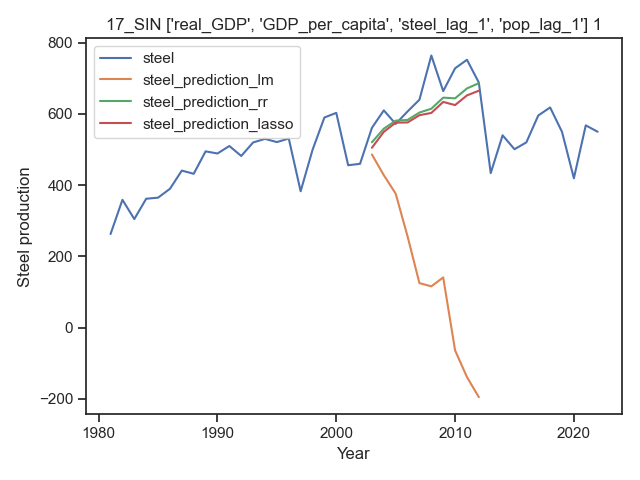 17_SIN ['real_GDP', 'GDP_per_capita', 'steel_lag_1', 'pop_lag_1'] 1
800
600
400
200
0
−200
Steel production
steel
steel_prediction_lm
steel_prediction_rr
steel_prediction_lasso
1980
1990
2000
2010
2020
Year